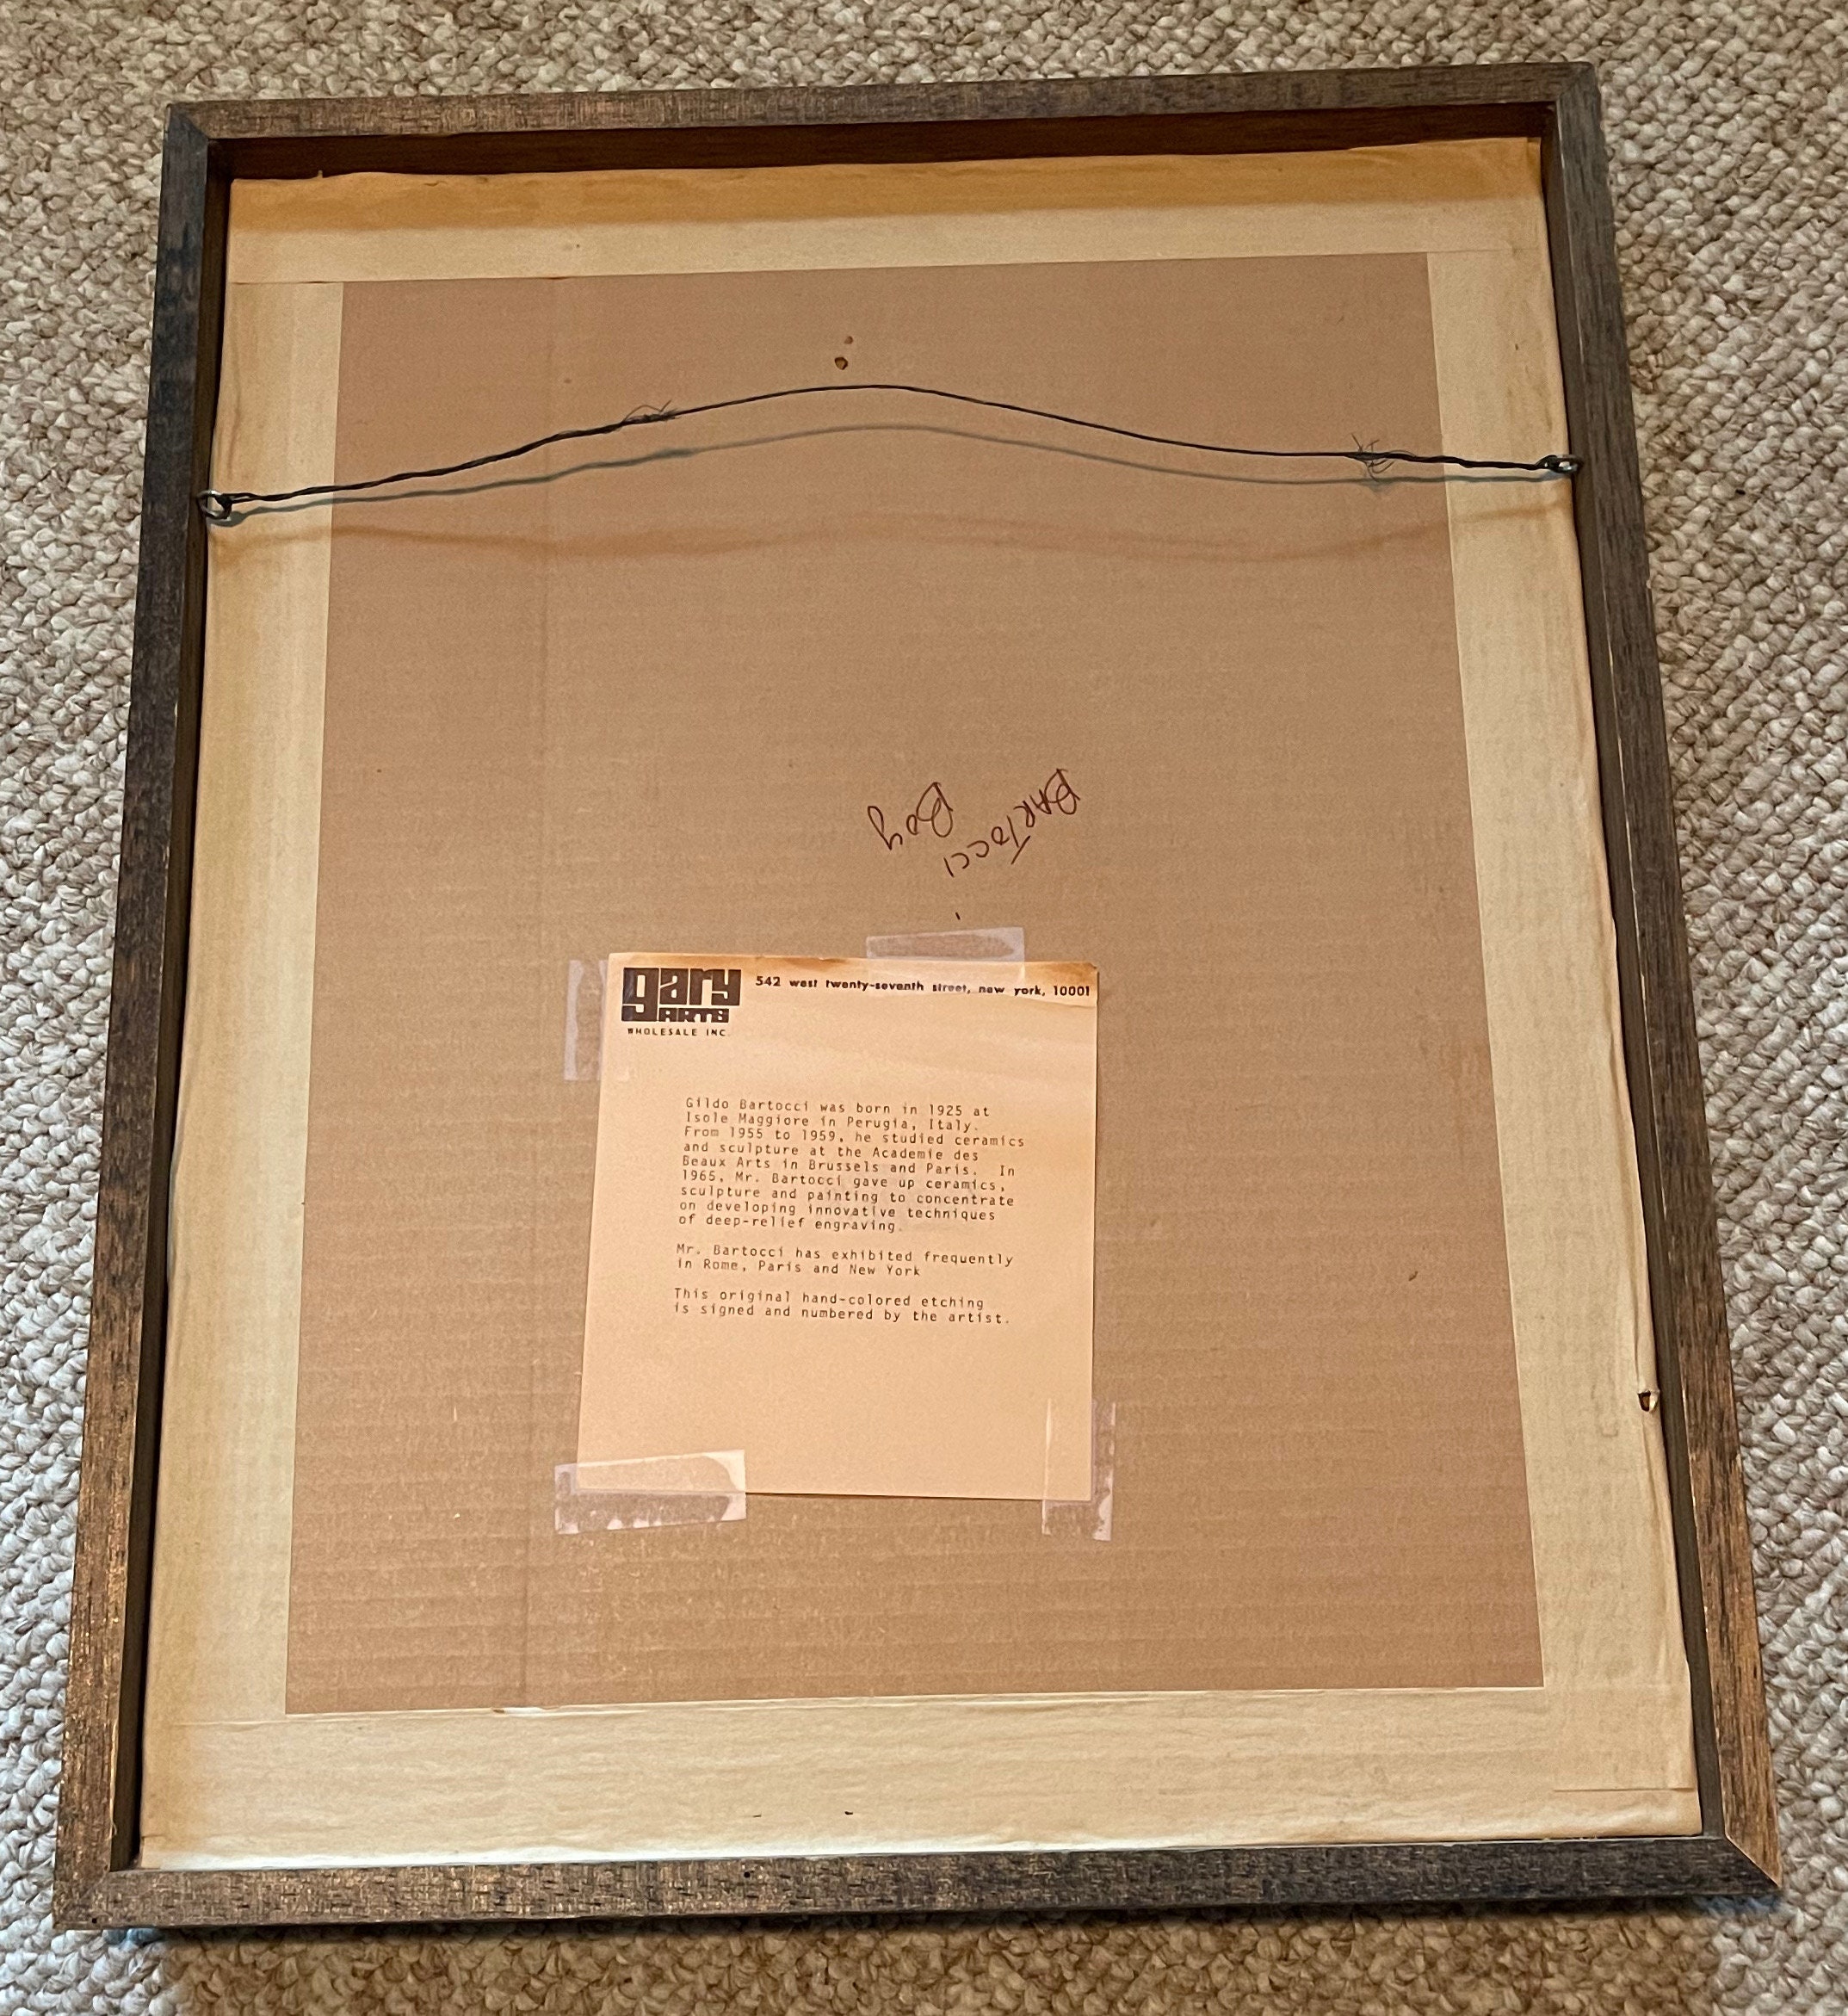 BARTOCCI
Boy
gary
ARTS
WHOLESALE INC.
542 west twenty-seventh street, new york, 10001
Gildo Bartocci was born in 1925 at
Isole Maggiore in Perugia, Italy.
From 1955 to 1959, he studied ceramics
and sculpture at the Academie des
Beaux Arts in Brussels and Paris. In
1965, Mr. Bartocci gave up ceramics,
sculpture and painting to concentrate
on developing innovative techniques
of deep-relief engraving.
Mr. Bartocci has exhibited frequently
in Rome, Paris and New York
This original hand-colored etching
is signed and numbered by the artist.